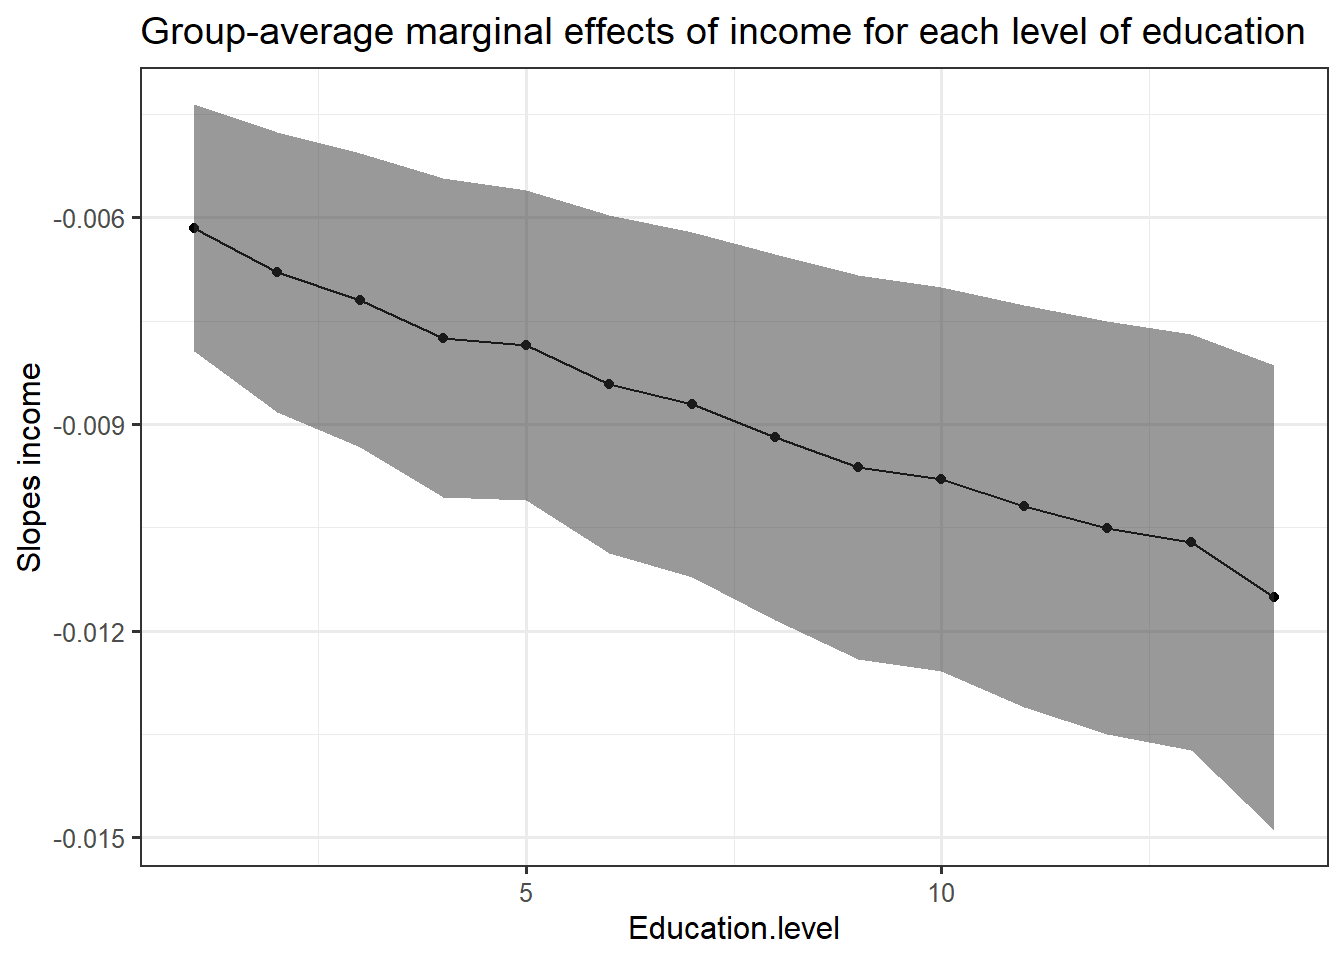 Group-average marginal effects of income for each level of education
-0.006
-0.009
-0.012
-0.015
Slopes income
5
10
Education.level